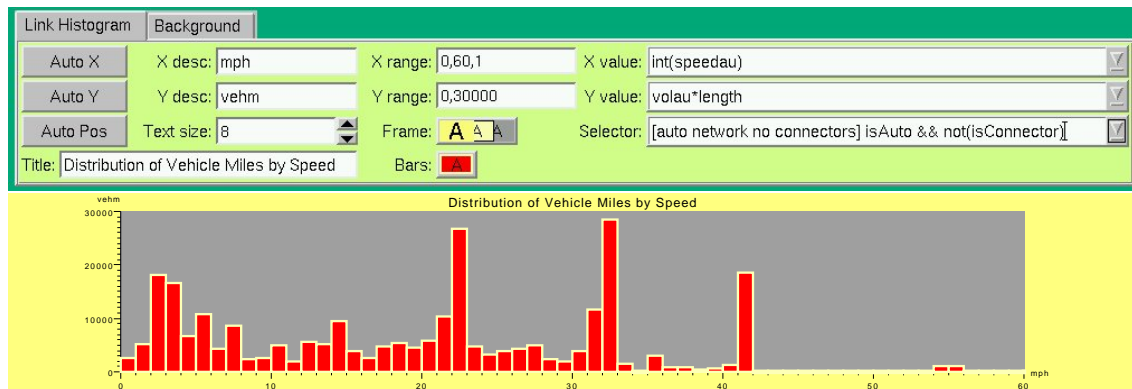 Link Histogram Background
Auto X X desc: mph X range: 0,60,1 X value: int(speedau)
Auto Y Y desc: vehm Y range: 0,30000 Y value: volau*length
Auto Pos Text size: 8 Frame: A A A Selector: [auto network no connectors] isAuto && not(isConnector)
Title: Distribution of Vehicle Miles by Speed Bars: A
vehm
Distribution of Vehicle Miles by Speed
30000
20000
10000
0
mph
0 10 20 30 40 50 60